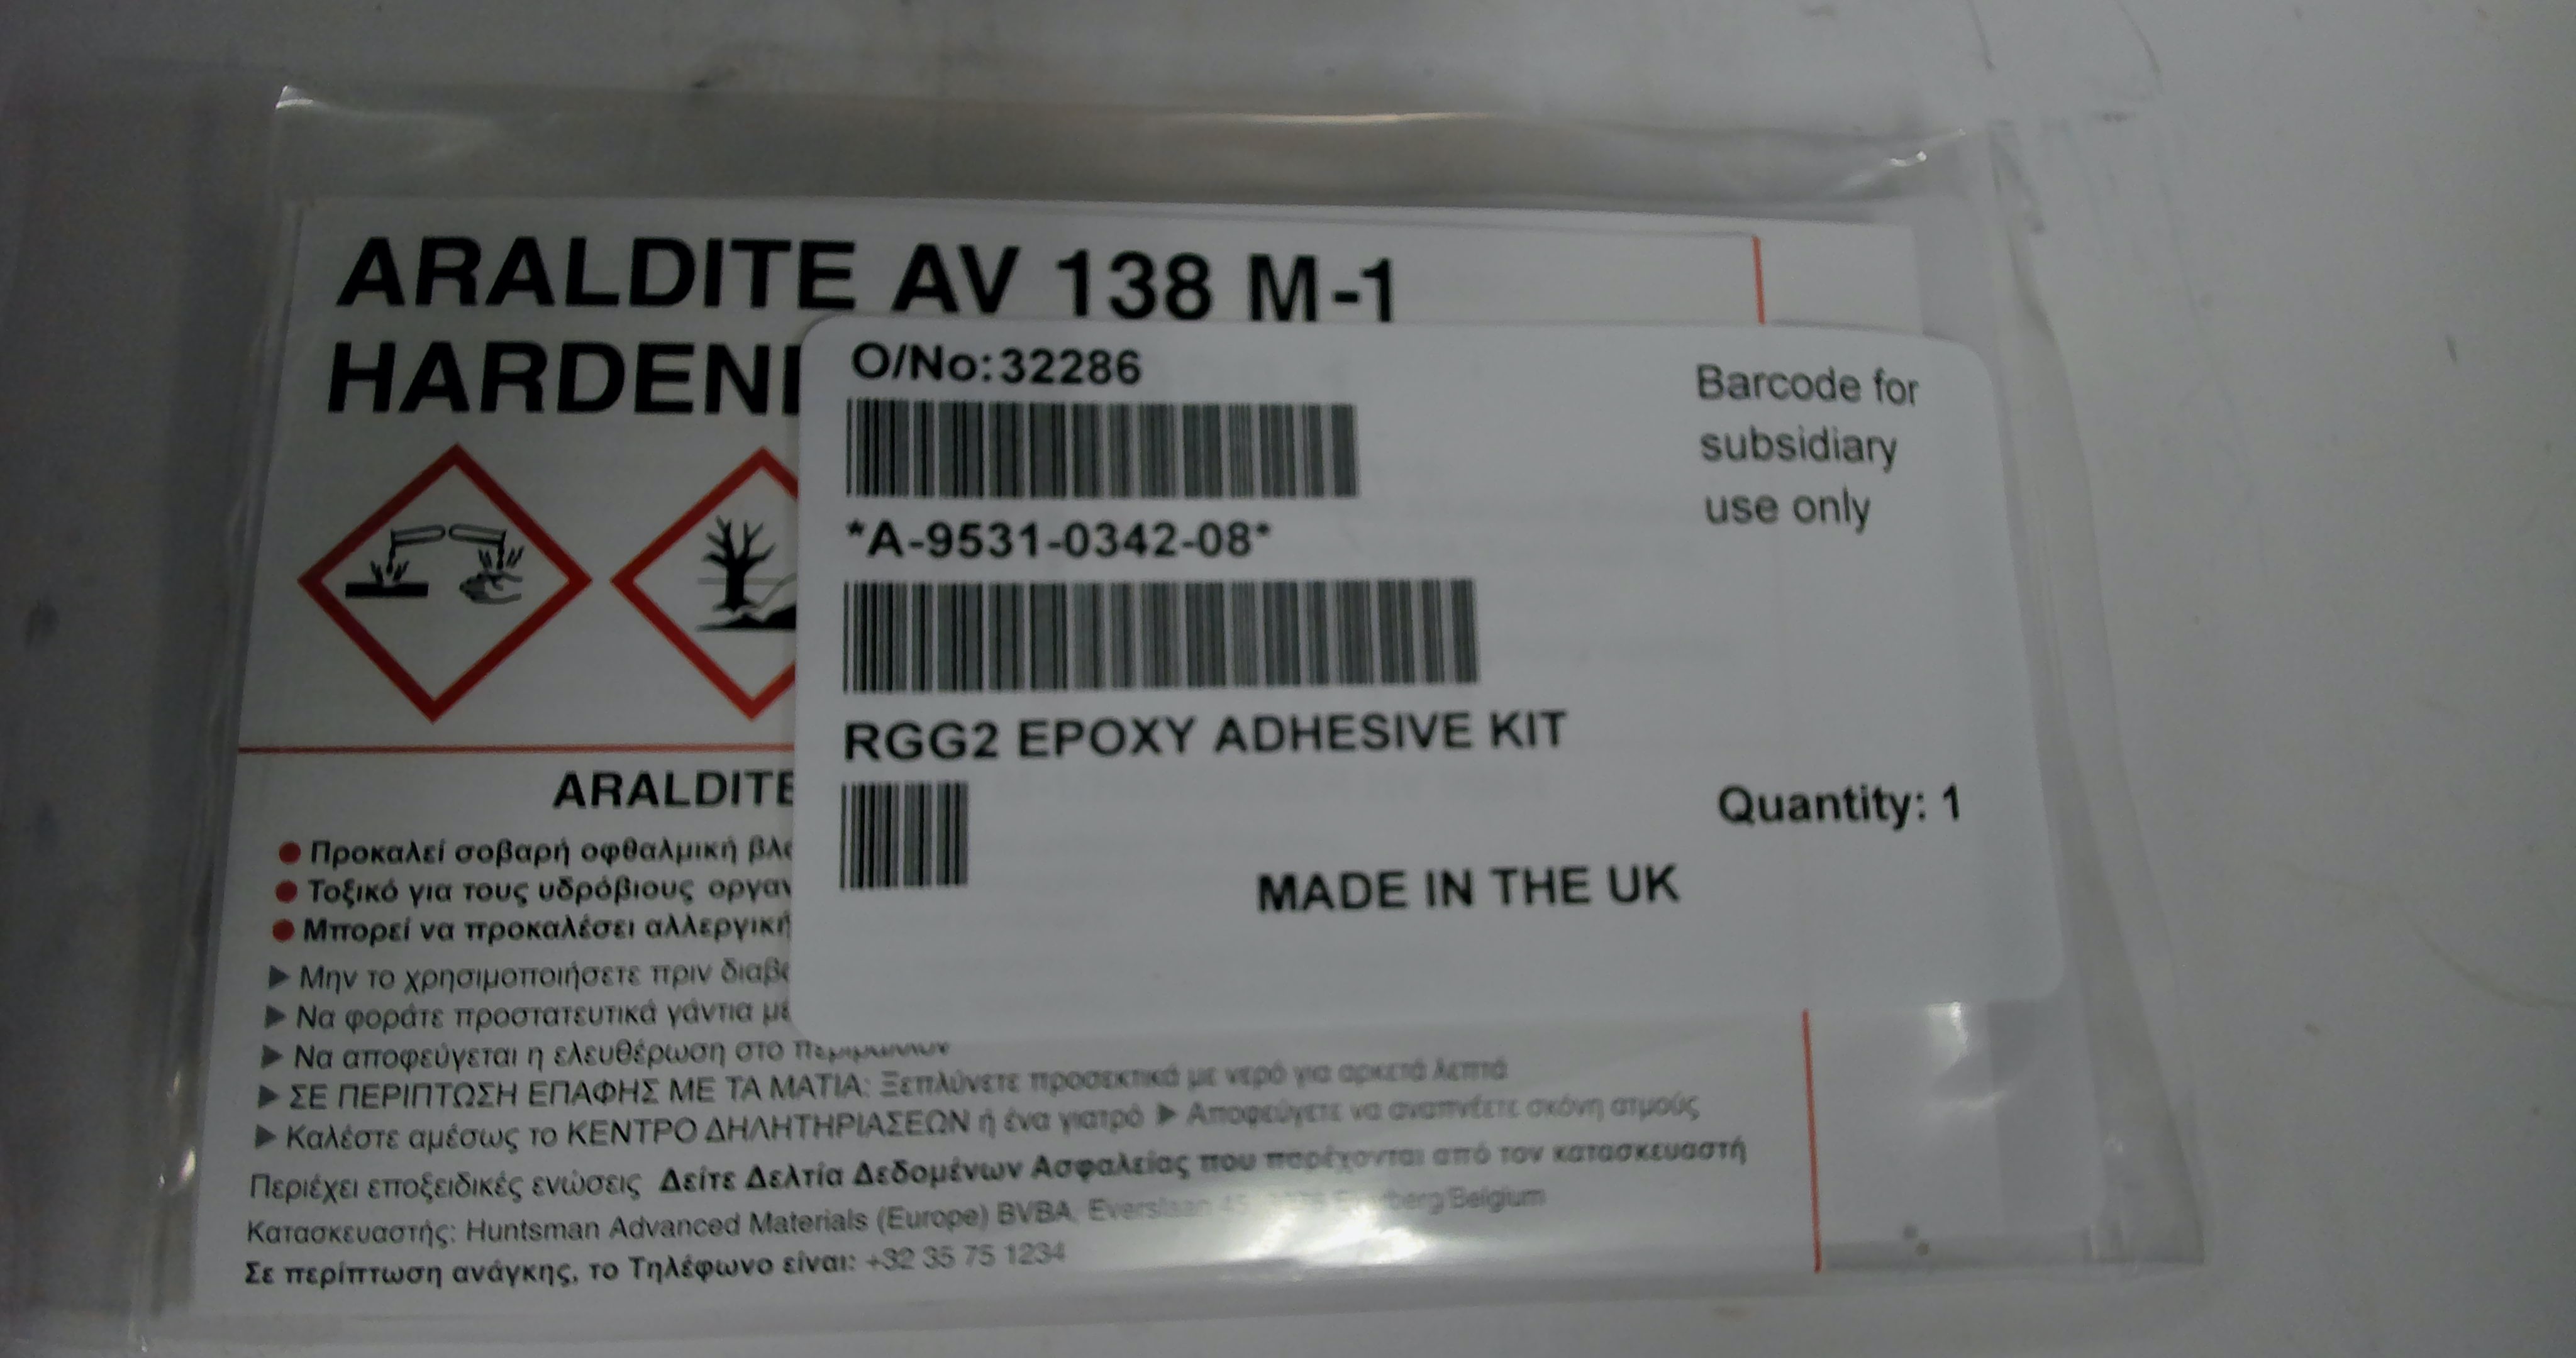 ARALDITE AV 138 M-1
HARDEN
O/No:32286
Barcode for
subsidiary
use only
*A-9531-0342-08*
RGG2 EPOXY ADHESIVE KIT
Quantity: 1
MADE IN THE UK
ARALDITE
● Προκαλεί σοβαρή οφθαλμική
● Τοξικό για τους υδρόβιους
● Μπορεί να προκαλέσει
▶ Μην το χρησιμοποιήσετε πριν
▶ Να φοράτε προστατευτικά γάντια
▶ Να αποφεύγεται η ελευθέρωση στο
▶ ΣΕ ΠΕΡΙΠΤΩΣΗ ΕΠΑΦΗΣ ΜΕ ΤΑ ΜΑΤΙΑ: Ξεπλύνετε προσεκτικά με νερό για αρκετά λεπτά
▶ Καλέστε αμέσως το ΚΕΝΤΡΟ ΔΗΛΗΤΗΡΙΑΣΕΩΝ ή ένα γιατρό ▶ Αποφεύγετε να αναπνέετε σκόνη ατμούς
Περιέχει εποξειδικές ενώσεις Δείτε Δελτία Δεδομένων Ασφαλείας που παρέχονται από τον κατασκευαστή
Κατασκευαστής: Huntsman Advanced Materials (Europe) BVBA, Everslaan Belgium
Σε περίπτωση ανάγκης, το Τηλέφωνο είναι: +32 35 75 1234